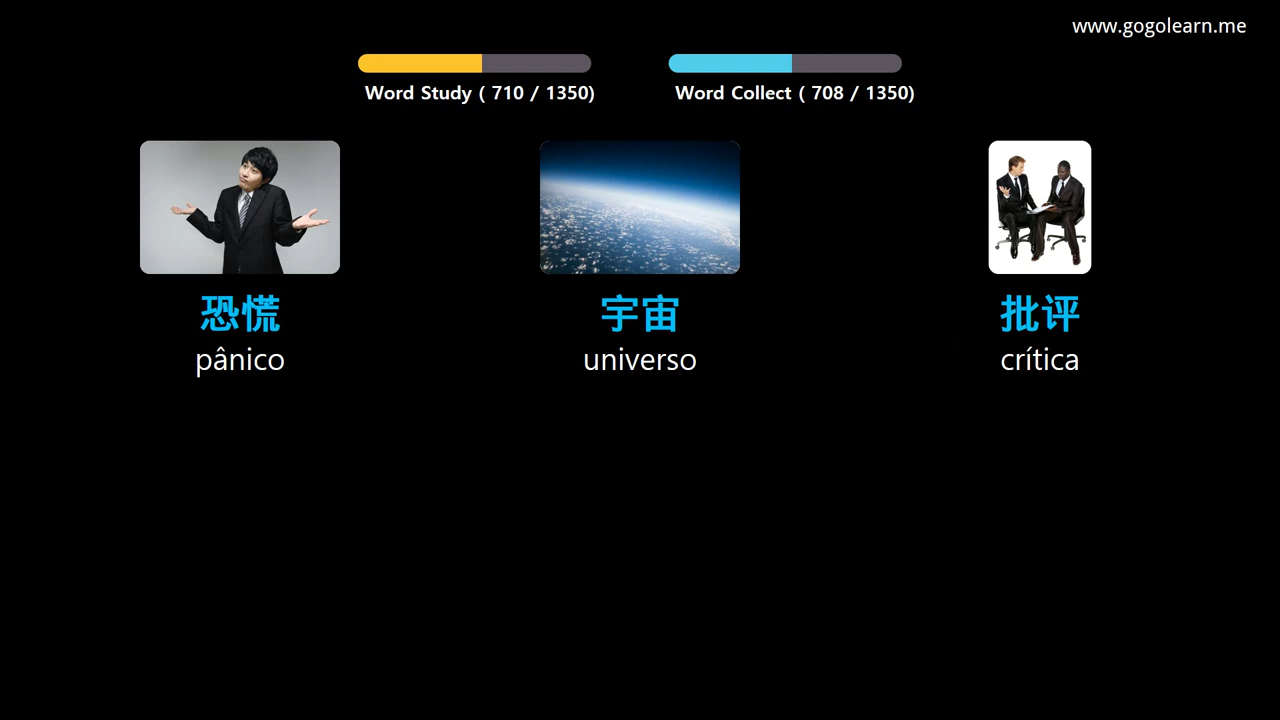 www.gogolearn.me
Word Study ( 710 / 1350)
Word Collect ( 708 / 1350)
恐慌
pânico
宇宙
universo
批评
crítica